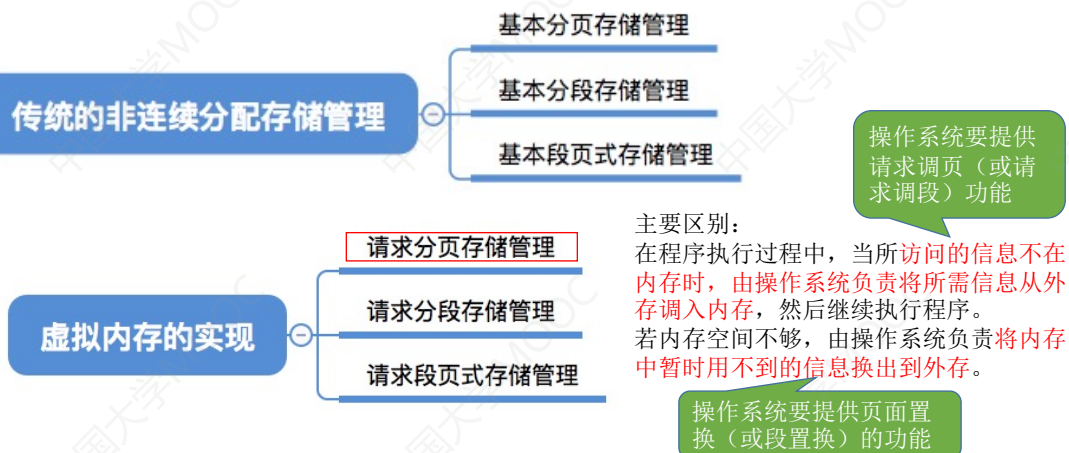 基本分页存储管理
传统的非连续分配存储管理
基本分段存储管理
基本段页式存储管理
操作系统要提供
请求调页（或请
求调段）功能
请求分页存储管理
虚拟内存的实现
请求分段存储管理
请求段页式存储管理
主要区别：
在程序执行过程中，当所访问的信息不在
内存时，由操作系统负责将所需信息从外
存调入内存，然后继续执行程序。
若内存空间不够，由操作系统负责将内存
中暂时用不到的信息换出到外存。
操作系统要提供页面置
换（或段置换）的功能
中国大学MOC